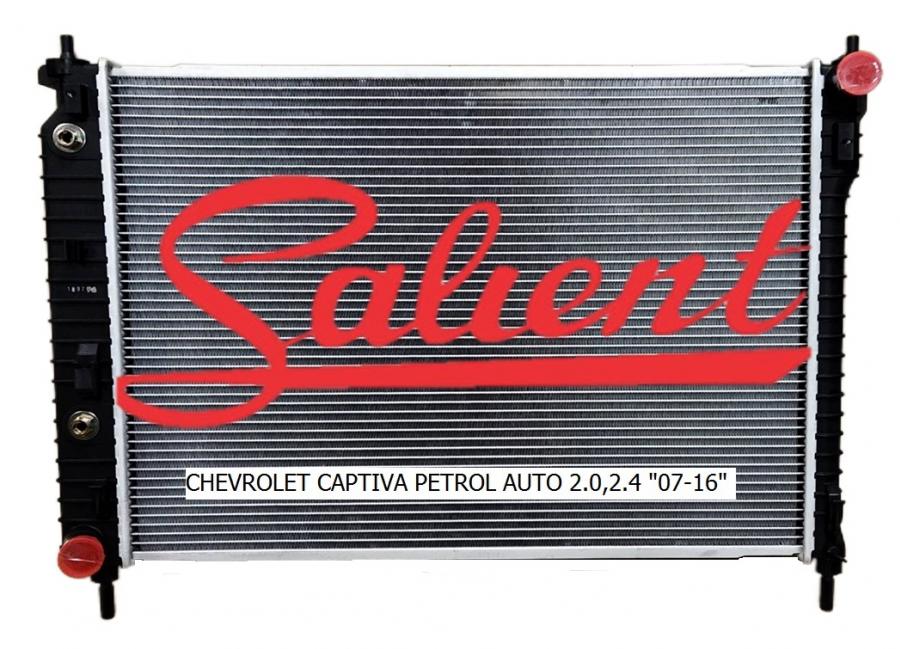 Salient
CHEVROLET CAPTIVA PETROL AUTO 2.0,2.4 "07-16"